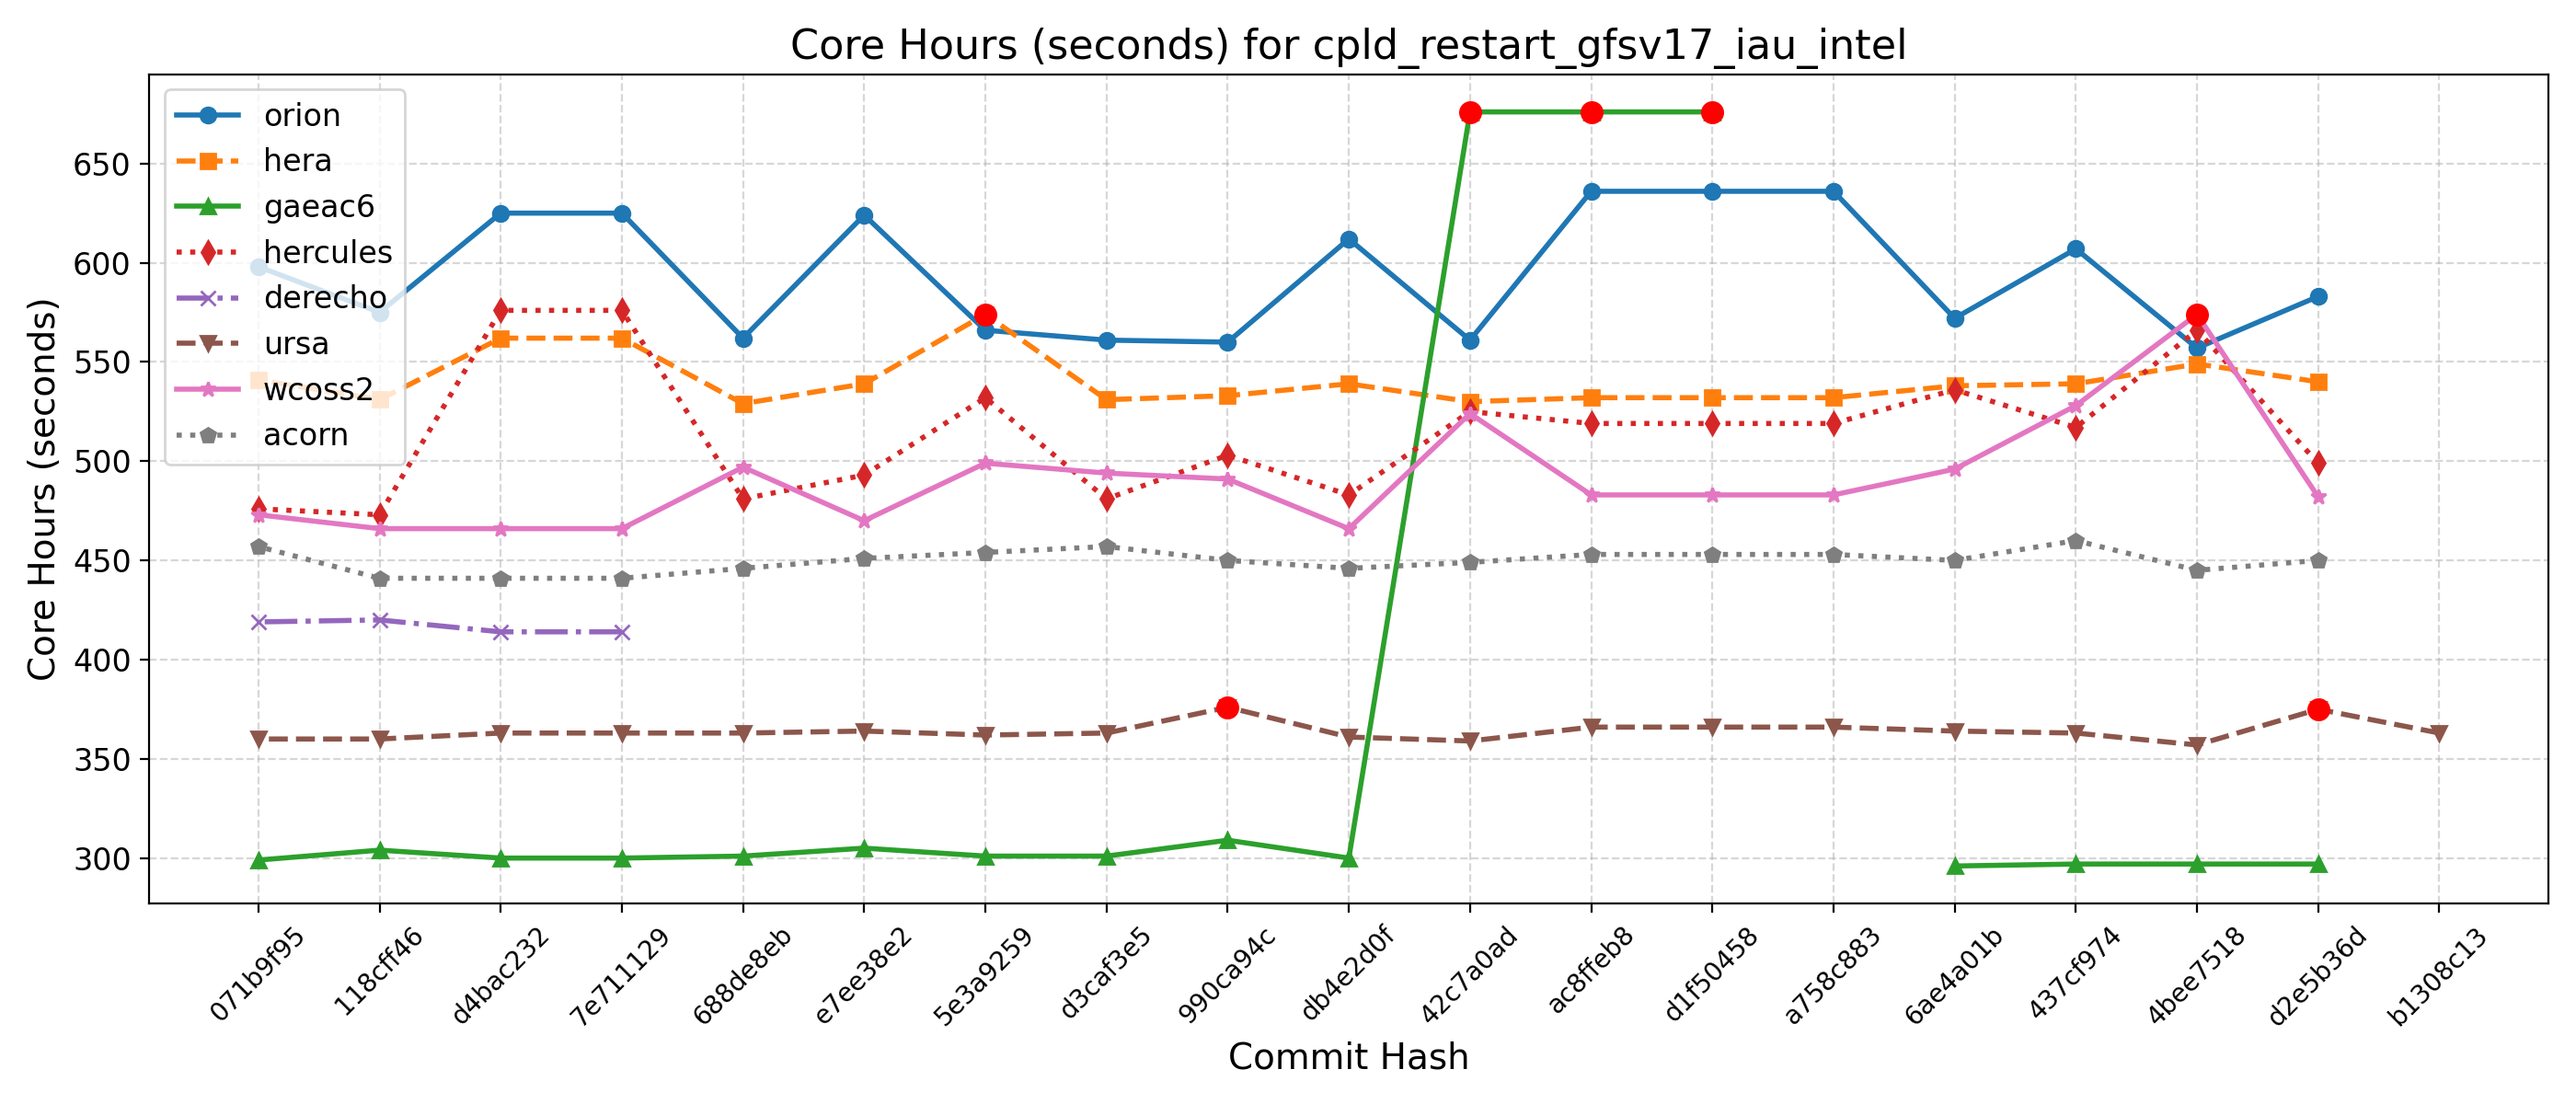 Core Hours (seconds) for cpld_restart_gfsv17_iau_intel
orion
hera
gaeac6
hercules
derecho
ursa
wcoss2
acorn
Core Hours (seconds)
650
600
550
500
450
400
350
300
071b9f95
118cff46
d4bac232
7e711129
688de8eb
e7ee38e2
5e3a9259
d3caf3e5
990ca94c
db4e2d0f
42c7a0ad
ac8ffeb8
d1f50458
a758c883
6ae4a01b
437cf974
4bee7518
d2e5b36d
b1308c13
Commit Hash